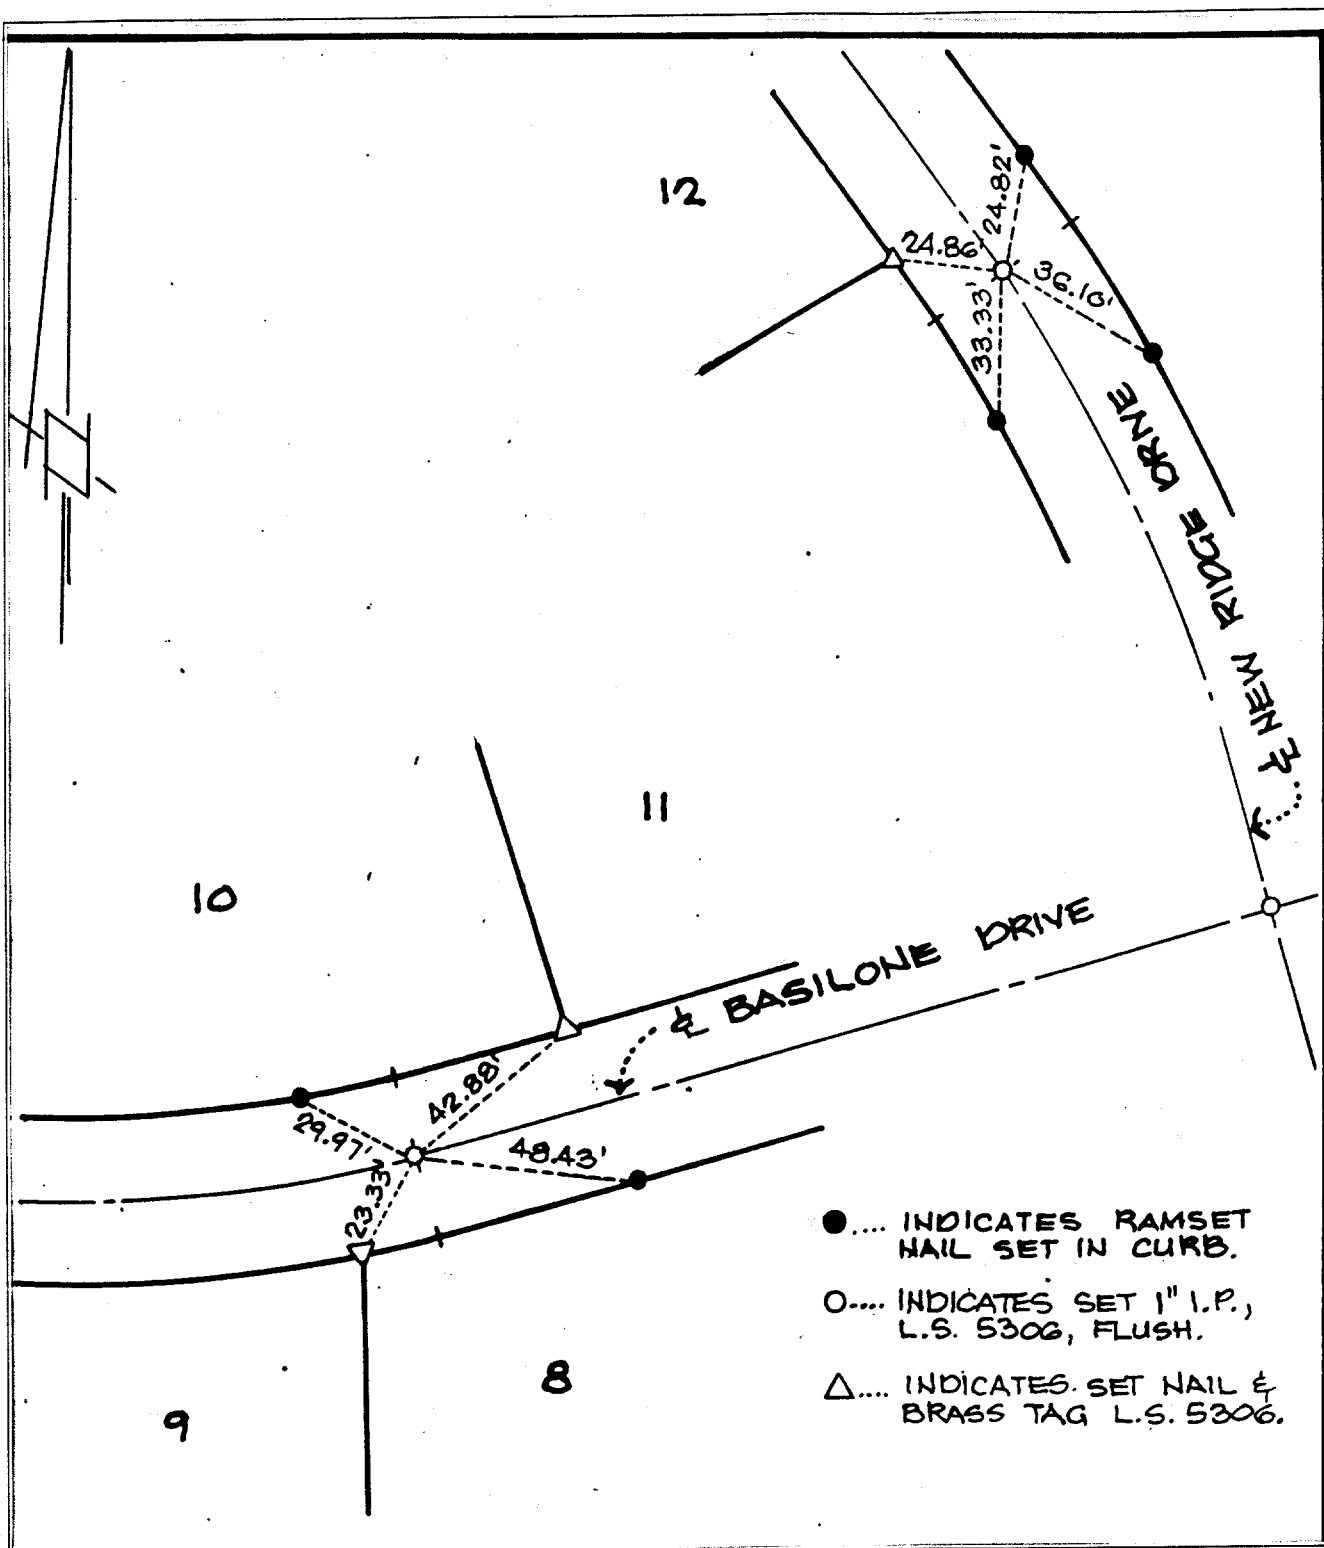 12
24.82'
24.86'
36.10'
33.33'
℄ NEW RIDGE DRIVE
11
10
℄ BASILONE DRIVE
42.88'
29.97'
48.43'
23.33'
●.... INDICATES RAMSET
NAIL SET IN CURB.
○.... INDICATES SET 1" I.P.,
L.S. 5306, FLUSH.
△.... INDICATES SET NAIL &
BRASS TAG L.S. 5306.
8
9